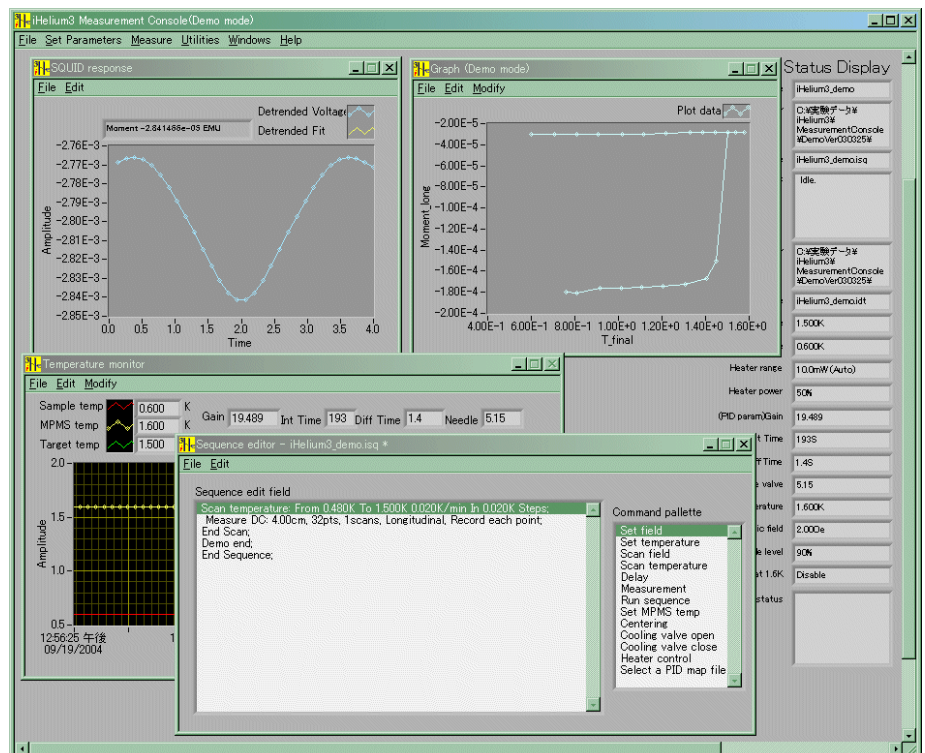 iHelium3 Measurement Console(Demo mode)
File Set Parameters Measure Utilities Windows Help
SQUID response
File Edit
Detrended Voltage
Moment -2.841466e-05 EMU
Detrended Fit
-2.76E-3
-2.77E-3
-2.78E-3
-2.79E-3
-2.80E-3
-2.81E-3
-2.82E-3
-2.83E-3
-2.84E-3
-2.85E-3
Amplitude
0.0 0.5 1.0 1.5 2.0 2.5 3.0 3.5 4.0
Time
Graph (Demo mode)
File Edit Modify
Plot data
-2.00E-5
-4.00E-5
-6.00E-5
-8.00E-5
-1.00E-4
-1.20E-4
-1.40E-4
-1.60E-4
-1.80E-4
-2.00E-4
Moment_long
4.00E-1 6.00E-1 8.00E-1 1.00E+0 1.20E+0 1.40E+0 1.60E+0
T_final
Status Display
iHelium3_demo
C:¥実験データ¥
iHelium3¥
MeasurementConsole
¥DemoVer030325¥
iHelium3_demo.isq
Idle.
C:¥実験データ¥
iHelium3¥
MeasurementConsole
¥DemoVer030325¥
iHelium3_demo.idt
1.500K
0.600K
Heater range 10.0mW (Auto)
Heater power 50%
(PID param)Gain 19.489
t Time 193S
Time 1.4S
valve 5.15
erature 1.600K
ic field 2.00Oe
level 90%
at 1.6K Disable
status
Temperature monitor
File Edit Modify
Sample temp 0.600 K
MPMS temp 1.600 K
Target temp 1.500
Gain 19.489 Int Time 193 Diff Time 1.4 Needle 5.15
2.0
1.5
1.0
0.5
Amplitude
12:56:25 午後
09/19/2004
1
Sequence editor - iHelium3_demo.isq *
File Edit
Sequence edit field
Scan temperature: From 0.480K To 1.500K 0.020K/min In 0.020K Steps;
Measure DC: 4.00cm, 32pts, 1scans, Longitudinal, Record each point;
End Scan;
Demo end;
End Sequence;
Command pallette
Set field
Set temperature
Scan field
Scan temperature
Delay
Measurement
Run sequence
Set MPMS temp
Centering
Cooling valve open
Cooling valve close
Heater control
Select a PID map file